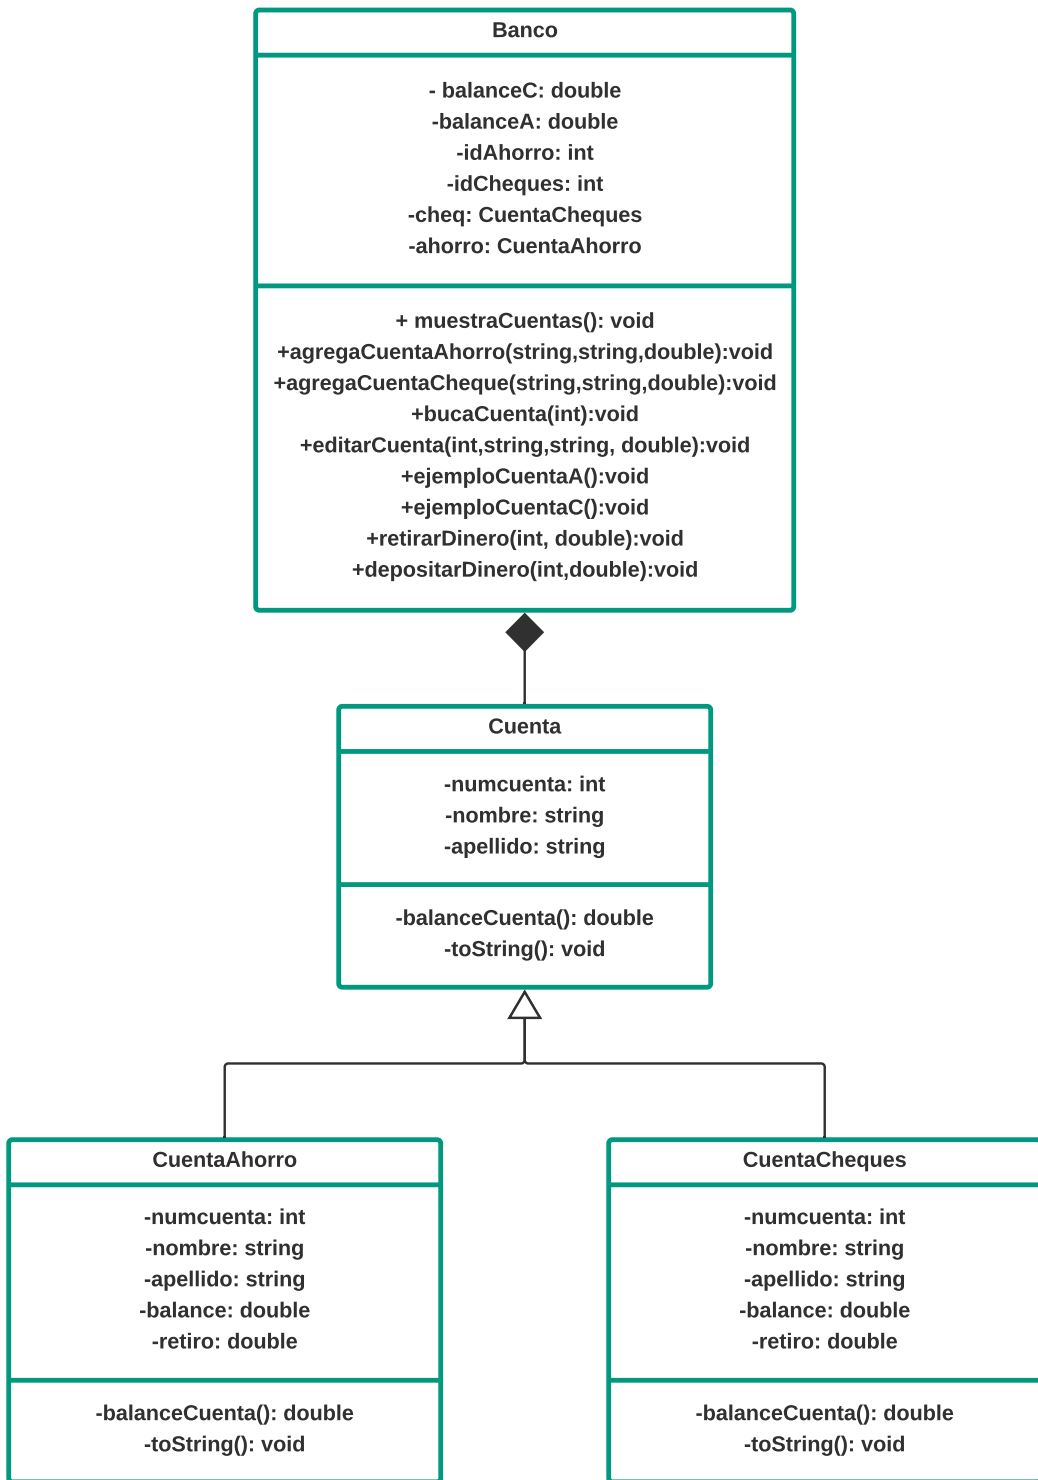 Banco
- balanceC: double
-balanceA: double
-idAhorro: int
-idCheques: int
-cheq: CuentaCheques
-ahorro: CuentaAhorro
+ muestraCuentas(): void
+agregaCuentaAhorro(string,string,double):void
+agregaCuentaCheque(string,string,double):void
+bucaCuenta(int):void
+editarCuenta(int,string,string, double):void
+ejemploCuentaA():void
+ejemploCuentaC():void
+retirarDinero(int, double):void
+depositarDinero(int,double):void
Cuenta
-numcuenta: int
-nombre: string
-apellido: string
-balanceCuenta(): double
-toString(): void
CuentaAhorro
-numcuenta: int
-nombre: string
-apellido: string
-balance: double
-retiro: double
-balanceCuenta(): double
-toString(): void
CuentaCheques
-numcuenta: int
-nombre: string
-apellido: string
-balance: double
-retiro: double
-balanceCuenta(): double
-toString(): void